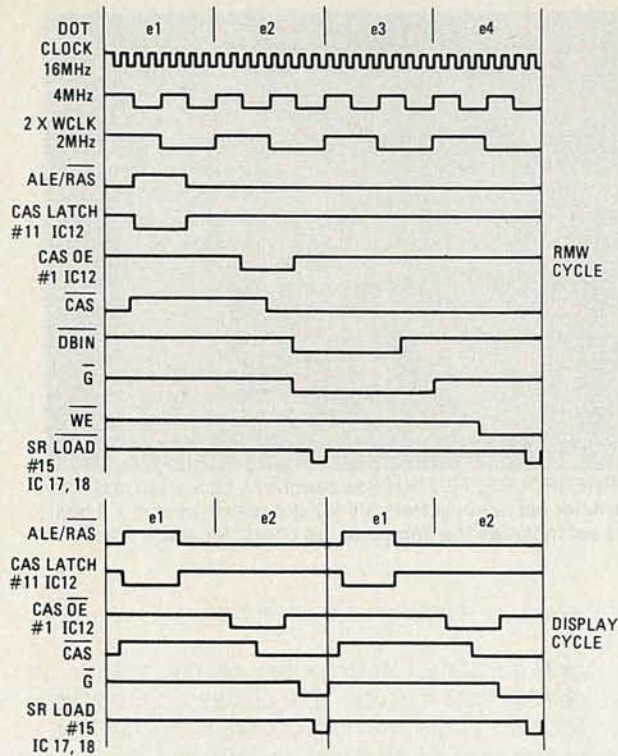 DOT e1 e2 e3 e4
CLOCK
16MHz
4MHz
2 X WCLK
2MHz
ALE/RAS
CAS LATCH
#11 IC12
CAS OE
#1 IC12
CAS
DBIN
G
WE
SR LOAD
#15
IC 17, 18
RMW
CYCLE
e1 e2 e1 e2
ALE/RAS
CAS LATCH
#11 IC12
CAS OE
#1 IC12
CAS
G
SR LOAD
#15
IC 17, 18
DISPLAY
CYCLE